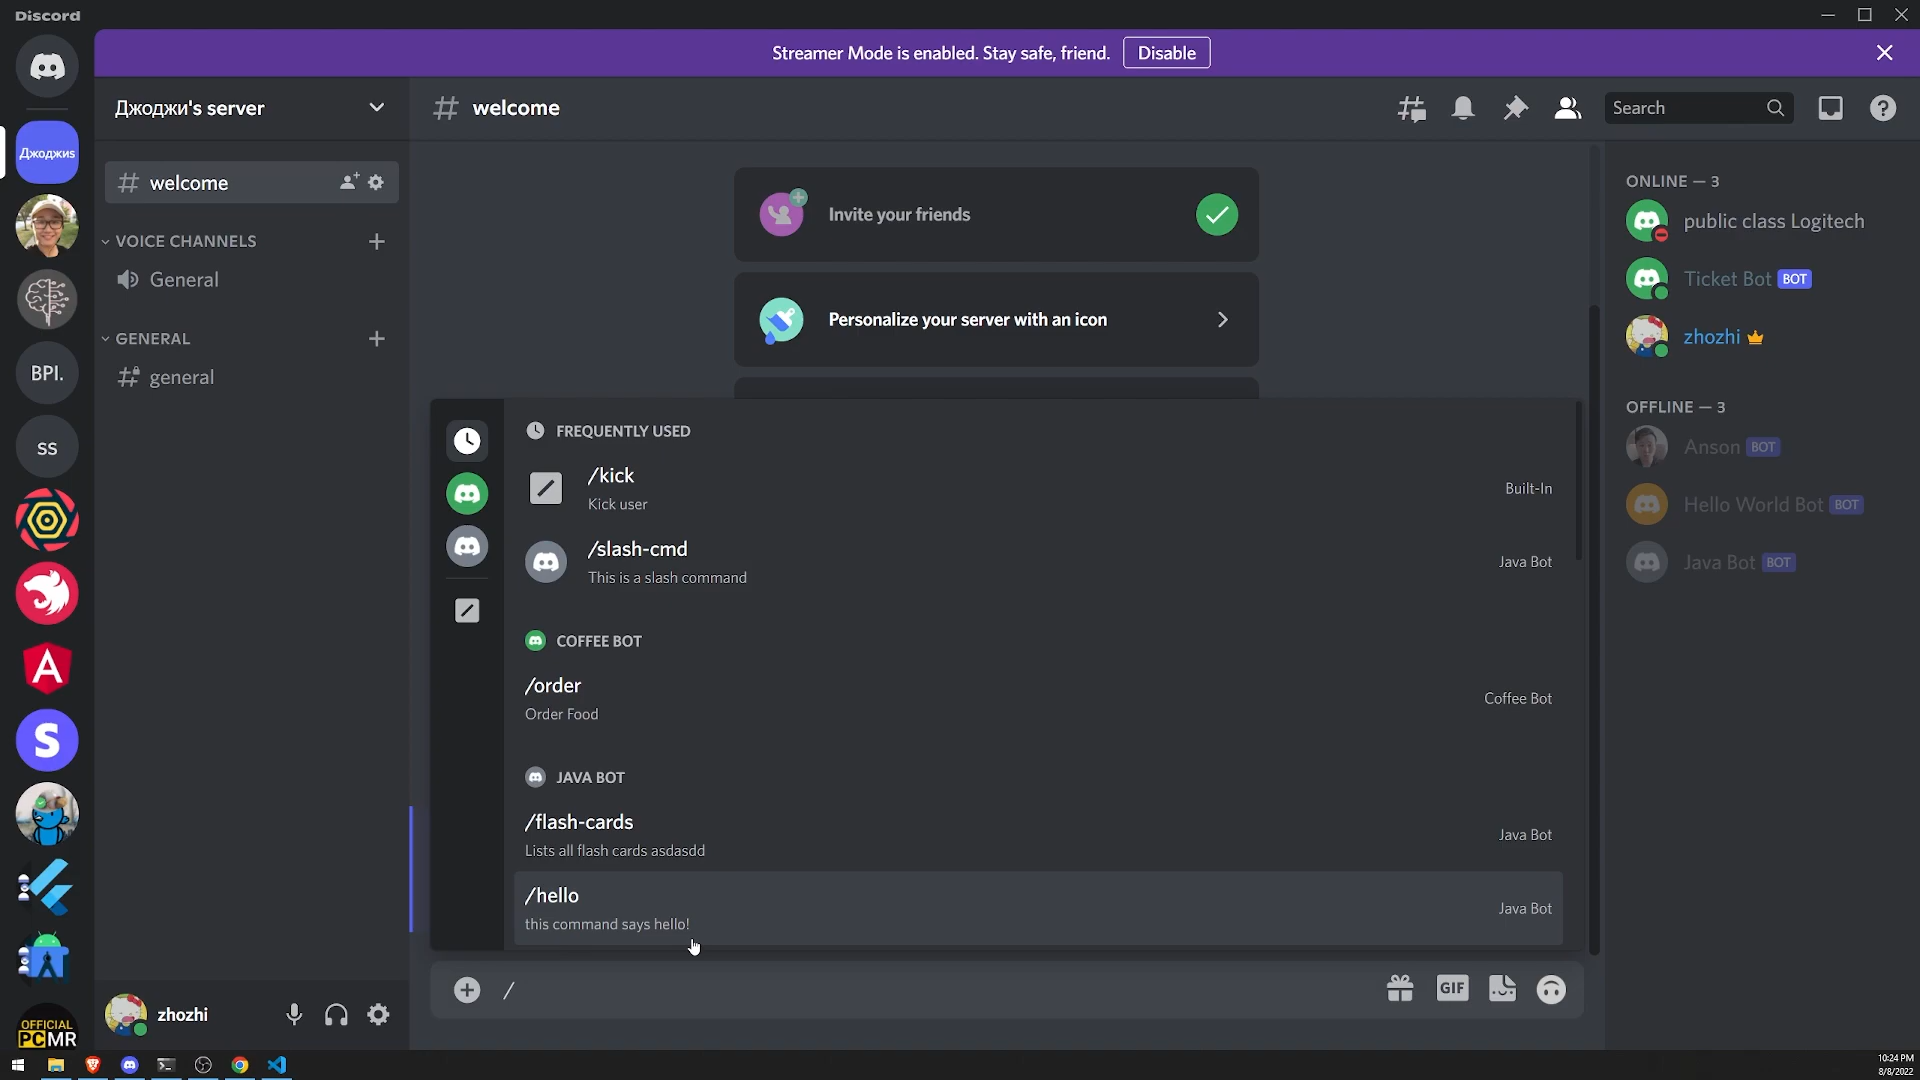 Discord
Streamer Mode is enabled. Stay safe, friend.
Disable
Джоджи's server
welcome
Search
Джоджиs
welcome
VOICE CHANNELS
General
GENERAL
general
BPI.
SS
S
OFFICIAL
PCMR
Invite your friends
Personalize your server with an icon
FREQUENTLY USED
/kick
Kick user
Built-In
/slash-cmd
This is a slash command
Java Bot
COFFEE BOT
/order
Order Food
Coffee Bot
JAVA BOT
/flash-cards
Lists all flash cards asdasdd
Java Bot
/hello
this command says hello!
Java Bot
/
GIF
ONLINE — 3
public class Logitech
Ticket Bot BOT
zhozhi
OFFLINE — 3
Anson BOT
Hello World Bot BOT
Java Bot BOT
zhozhi
10:24 PM
8/8/2022